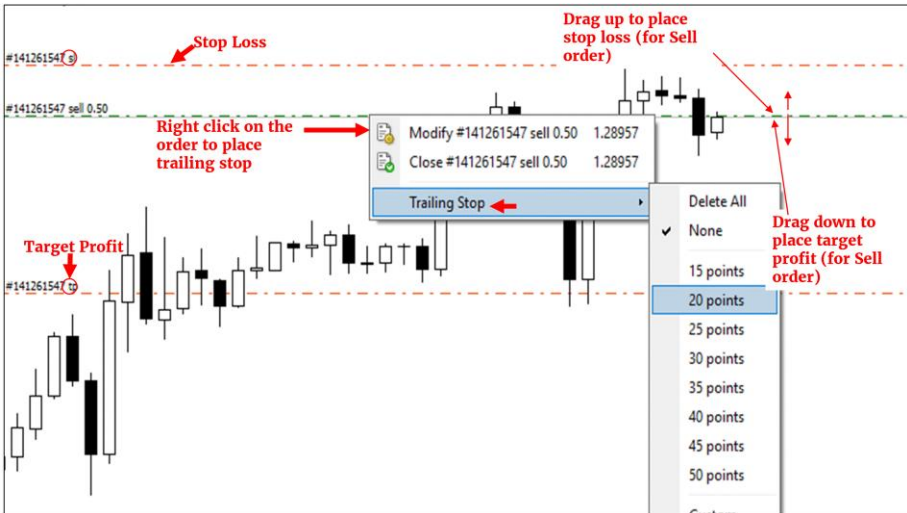 Drag up to place
stop loss (for Sell
order)
Stop Loss
#141261547 sl
#141261547 sell 0.50
Right click on the
order to place
trailing stop
Modify #141261547 sell 0.50 1.28957
Close #141261547 sell 0.50 1.28957
Trailing Stop
Delete All
None
15 points
20 points
25 points
30 points
35 points
40 points
45 points
50 points
Drag down to
place target
profit (for Sell
order)
Target Profit
#141261547 tp